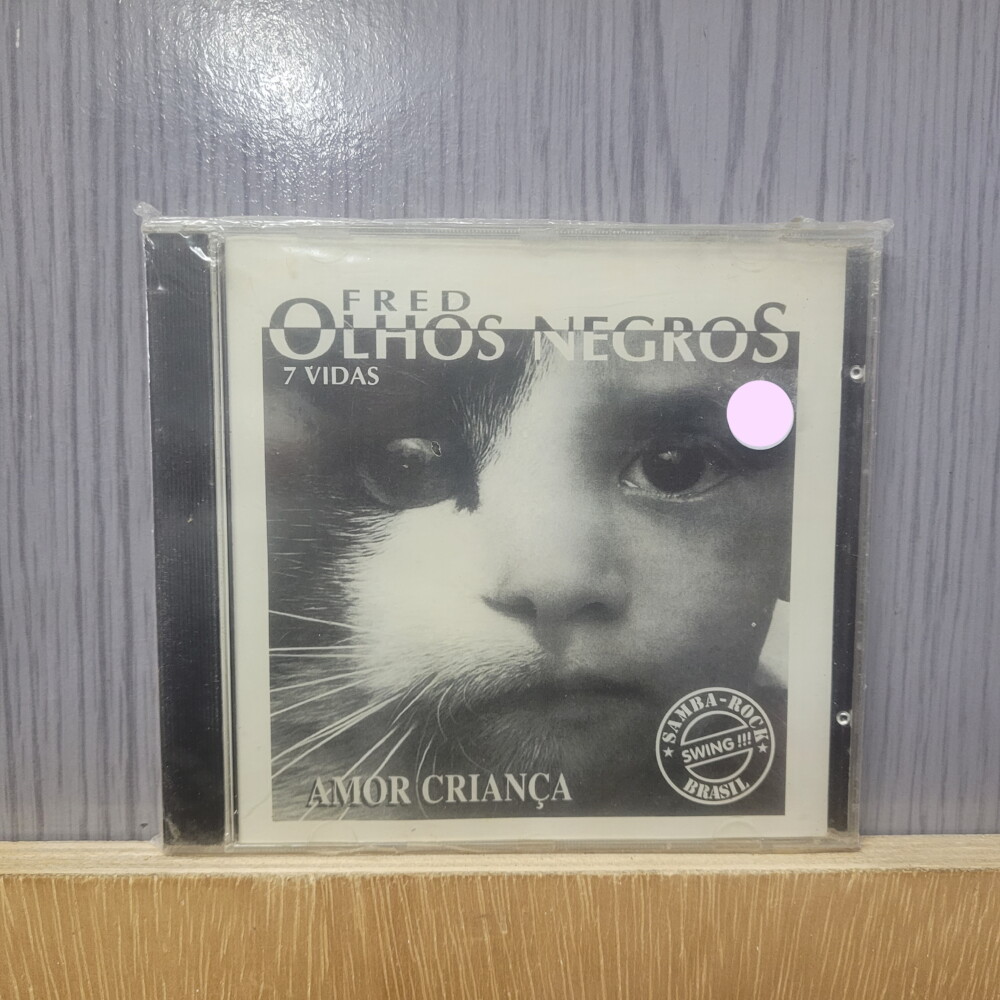 FRED
OLHOS NEGROS
7 VIDAS
SAMBA-ROCK
SWING!!!
BRASIL
AMOR CRIANÇA